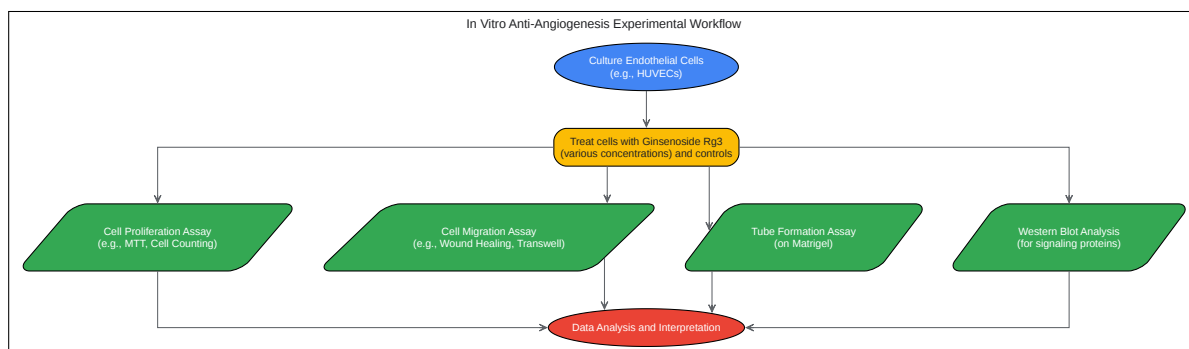 In Vitro Anti-Angiogenesis Experimental Workflow
Culture Endothelial Cells
(e.g., HUVECs)
Treat cells with Ginsenoside Rg3
(various concentrations) and controls
Cell Proliferation Assay
(e.g., MTT, Cell Counting)
Cell Migration Assay
(e.g., Wound Healing, Transwell)
Tube Formation Assay
(on Matrigel)
Western Blot Analysis
(for signaling proteins)
Data Analysis and Interpretation